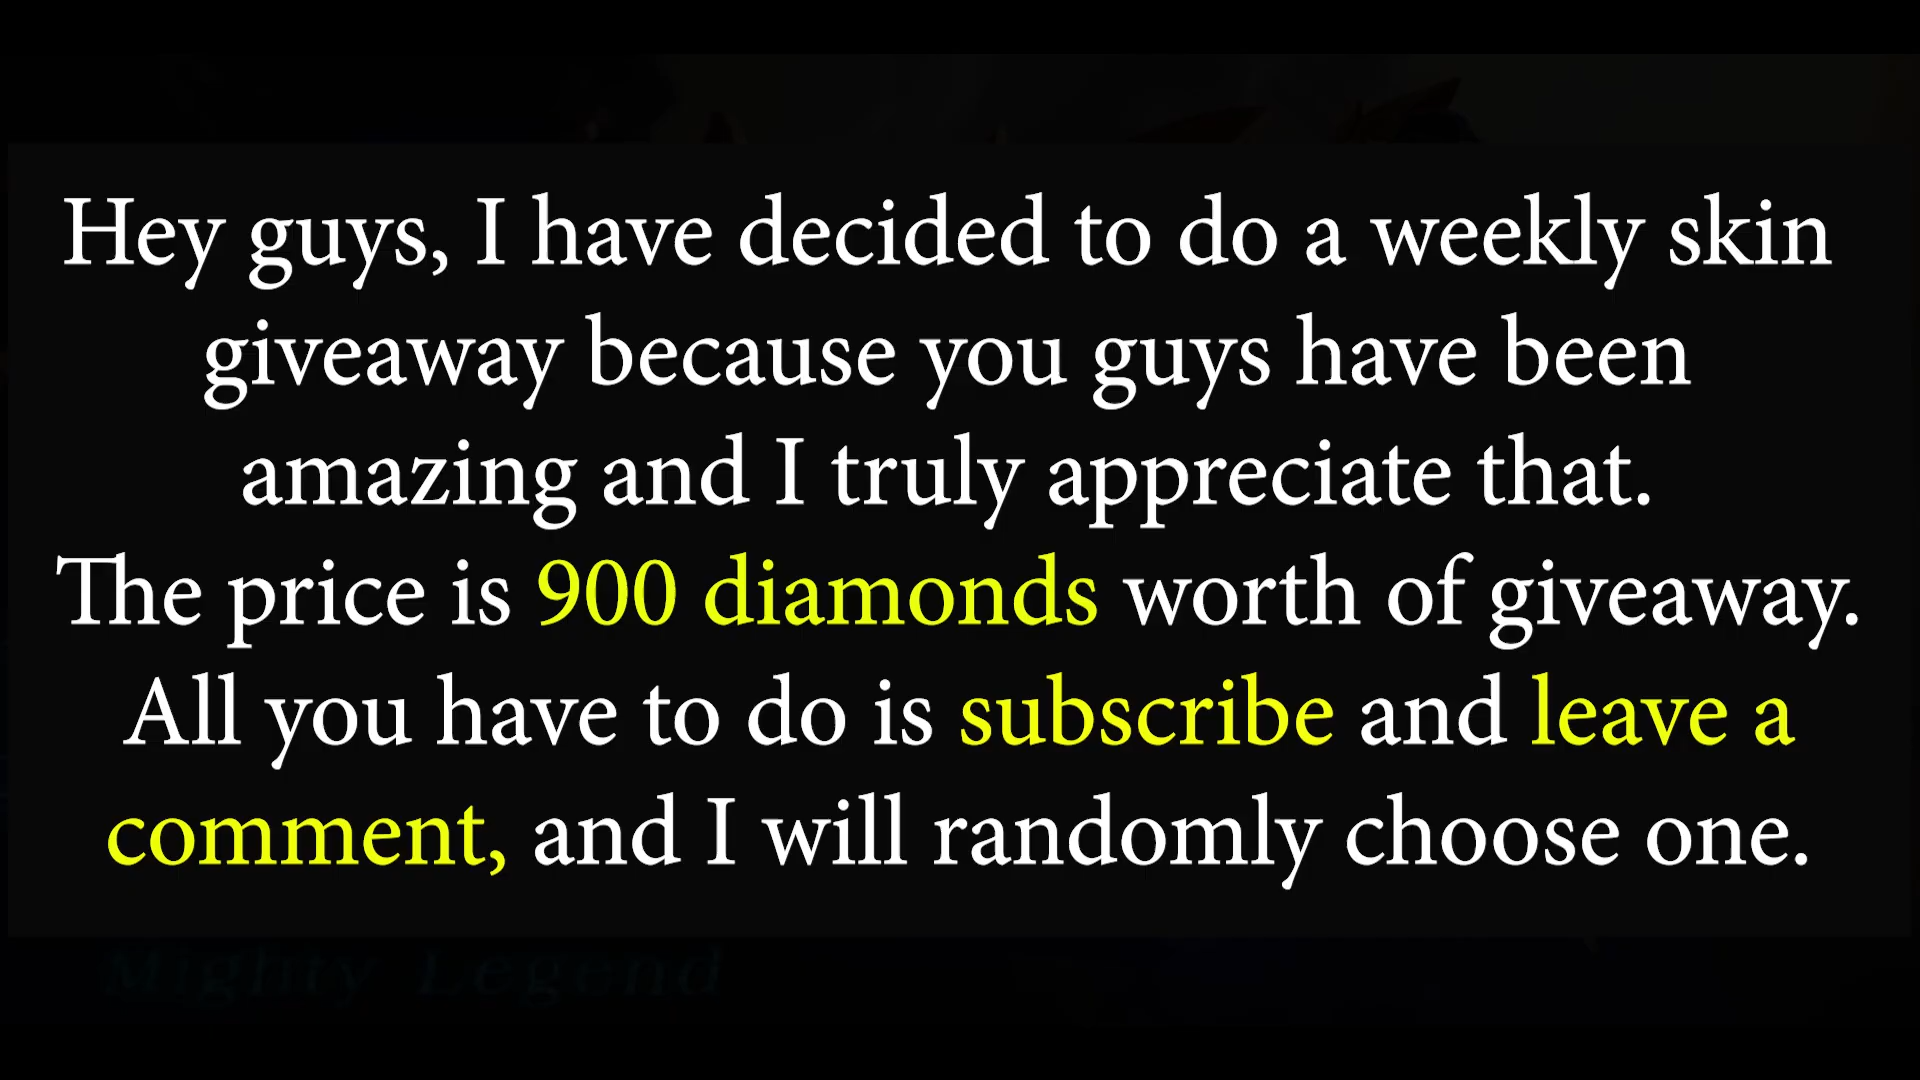 Hey guys, I have decided to do a weekly skin
giveaway because you guys have been
amazing and I truly appreciate that.
The price is 900 diamonds worth of giveaway.
All you have to do is subscribe and leave a
comment, and I will randomly choose one.
Mighty Legend